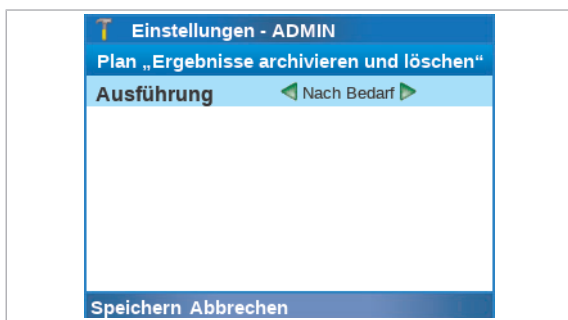 Einstellungen - ADMIN
Plan „Ergebnisse archivieren und löschen“
Ausführung Nach Bedarf
Speichern Abbrechen